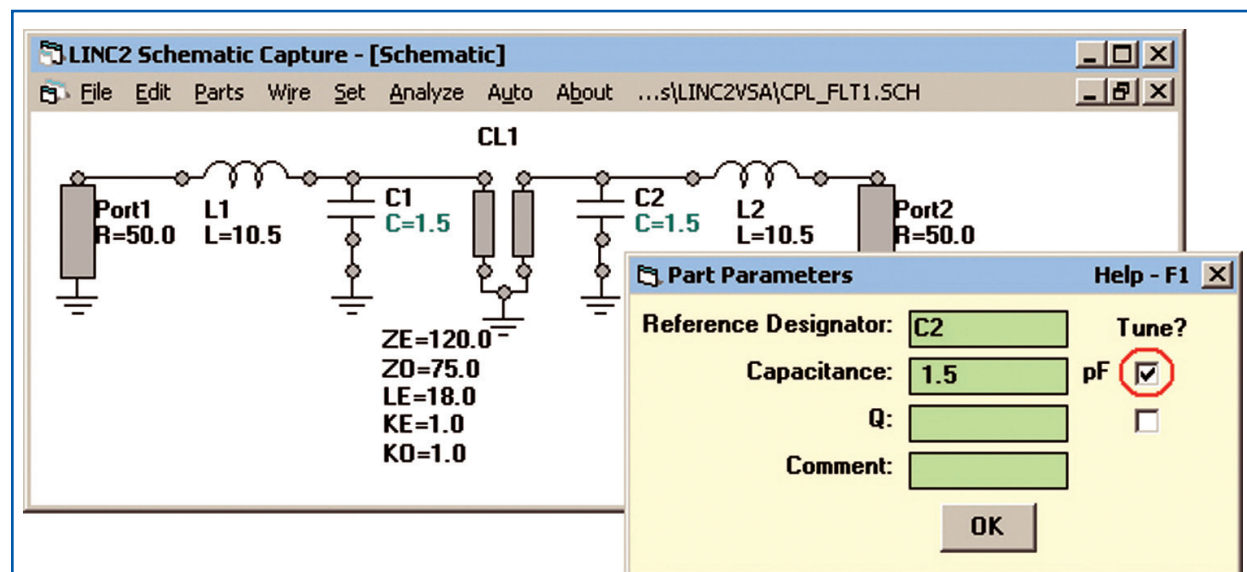 LINC2 Schematic Capture - [Schematic]
File Edit Parts Wire Set Analyze Auto About ...s\LINC2VSA\CPL_FLT1.SCH
CL1
Port1
R=50.0
L1
L=10.5
C1
C=1.5
C2
C=1.5
L2
L=10.5
Port2
R=50.0
ZE=120.0
ZO=75.0
LE=18.0
KE=1.0
KO=1.0
Part Parameters Help - F1
Reference Designator: C2 Tune?
Capacitance: 1.5 pF
Q:
Comment:
OK